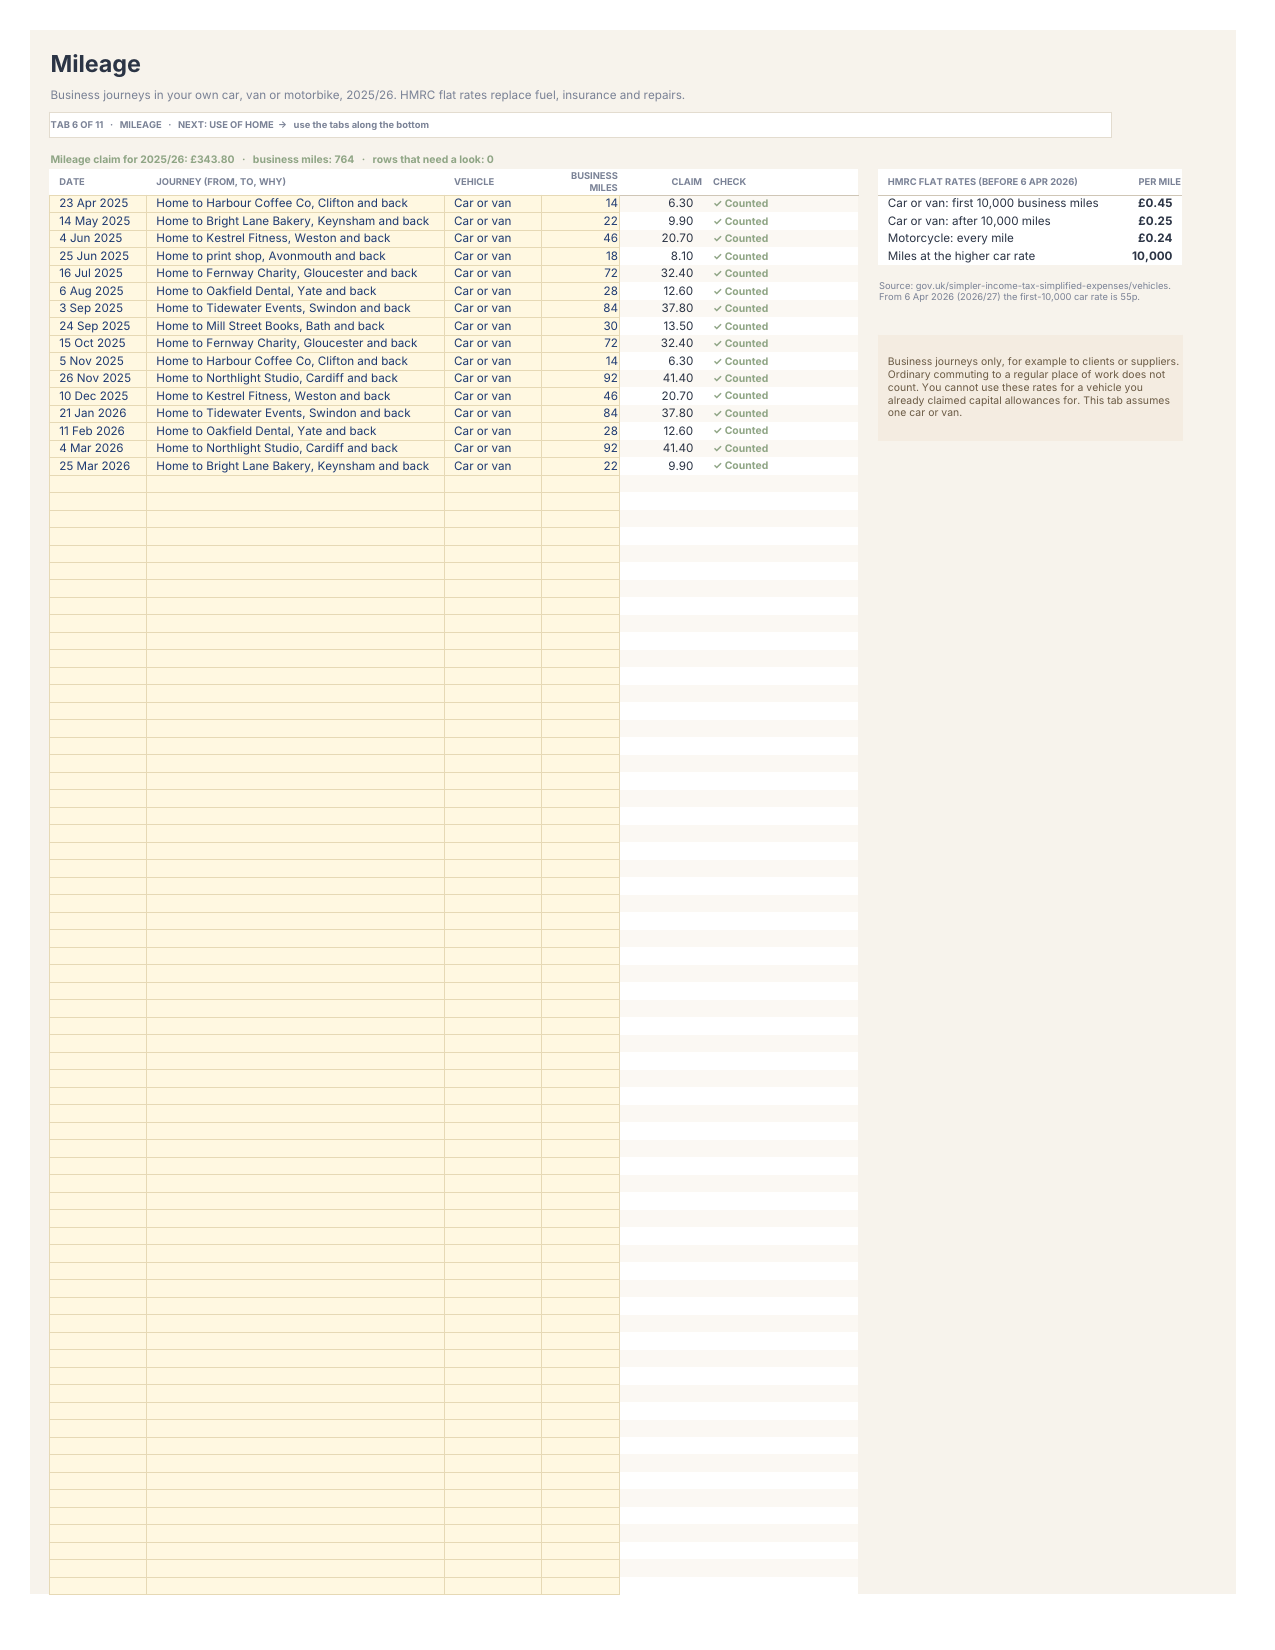 Mileage
Business journeys in your own car, van or motorbike, 2025/26. HMRC flat rates replace fuel, insurance and repairs.
TAB 6 OF 11 · MILEAGE · NEXT: USE OF HOME → use the tabs along the bottom
Mileage claim for 2025/26: £343.80 · business miles: 764 · rows that need a look: 0
DATE JOURNEY (FROM, TO, WHY) VEHICLE BUSINESS MILES CLAIM CHECK
23 Apr 2025 Home to Harbour Coffee Co, Clifton and back Car or van 14 6.30 ✓ Counted
14 May 2025 Home to Bright Lane Bakery, Keynsham and back Car or van 22 9.90 ✓ Counted
4 Jun 2025 Home to Kestrel Fitness, Weston and back Car or van 46 20.70 ✓ Counted
25 Jun 2025 Home to print shop, Avonmouth and back Car or van 18 8.10 ✓ Counted
16 Jul 2025 Home to Fernway Charity, Gloucester and back Car or van 72 32.40 ✓ Counted
6 Aug 2025 Home to Oakfield Dental, Yate and back Car or van 28 12.60 ✓ Counted
3 Sep 2025 Home to Tidewater Events, Swindon and back Car or van 84 37.80 ✓ Counted
24 Sep 2025 Home to Mill Street Books, Bath and back Car or van 30 13.50 ✓ Counted
15 Oct 2025 Home to Fernway Charity, Gloucester and back Car or van 72 32.40 ✓ Counted
5 Nov 2025 Home to Harbour Coffee Co, Clifton and back Car or van 14 6.30 ✓ Counted
26 Nov 2025 Home to Northlight Studio, Cardiff and back Car or van 92 41.40 ✓ Counted
10 Dec 2025 Home to Kestrel Fitness, Weston and back Car or van 46 20.70 ✓ Counted
21 Jan 2026 Home to Tidewater Events, Swindon and back Car or van 84 37.80 ✓ Counted
11 Feb 2026 Home to Oakfield Dental, Yate and back Car or van 28 12.60 ✓ Counted
4 Mar 2026 Home to Northlight Studio, Cardiff and back Car or van 92 41.40 ✓ Counted
25 Mar 2026 Home to Bright Lane Bakery, Keynsham and back Car or van 22 9.90 ✓ Counted
HMRC FLAT RATES (BEFORE 6 APR 2026) PER MILE
Car or van: first 10,000 business miles £0.45
Car or van: after 10,000 miles £0.25
Motorcycle: every mile £0.24
Miles at the higher car rate 10,000
Source: gov.uk/simpler-income-tax-simplified-expenses/vehicles.
From 6 Apr 2026 (2026/27) the first-10,000 car rate is 55p.
Business journeys only, for example to clients or suppliers.
Ordinary commuting to a regular place of work does not
count. You cannot use these rates for a vehicle you
already claimed capital allowances for. This tab assumes
one car or van.